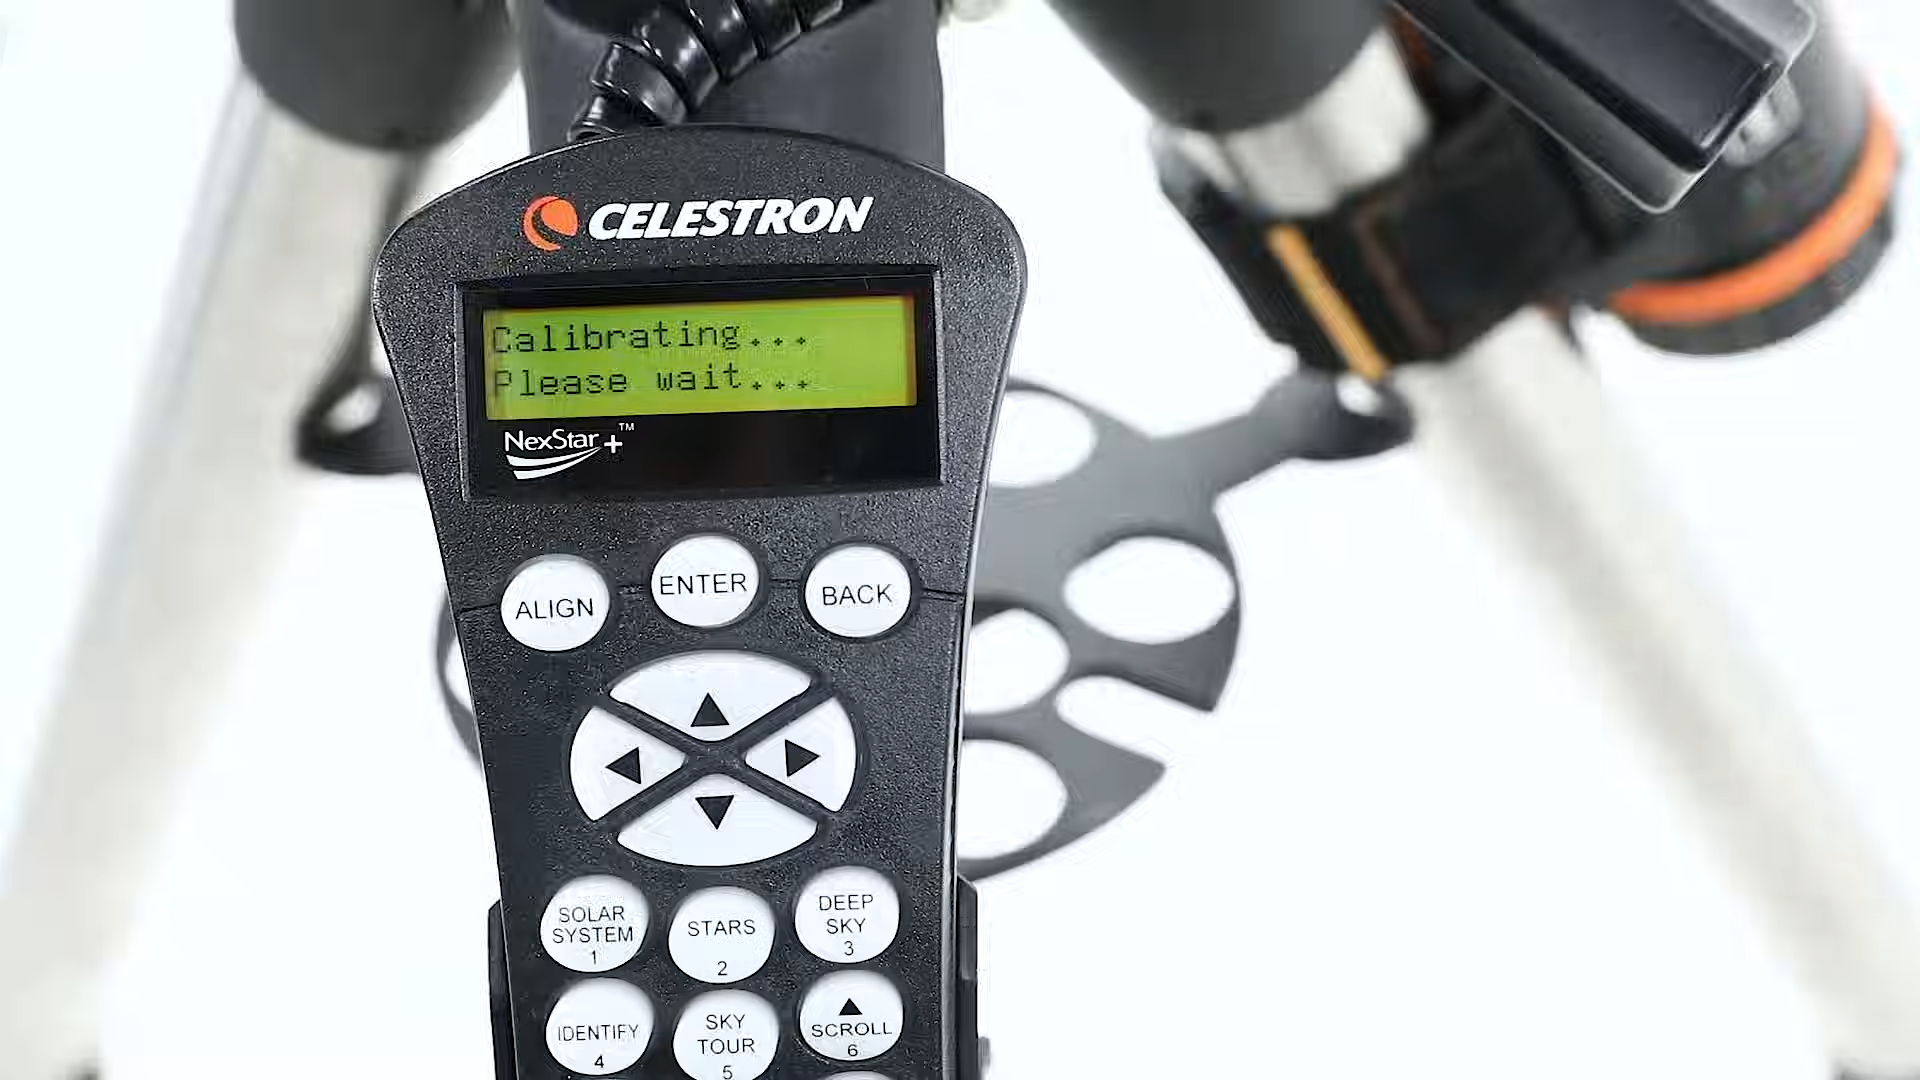 CELESTRON
Calibrating...
Please wait...
NexStar+™
ALIGN
ENTER
BACK
SOLAR
SYSTEM
1
STARS
2
DEEP
SKY
3
IDENTIFY
4
SKY
TOUR
5
SCROLL
6